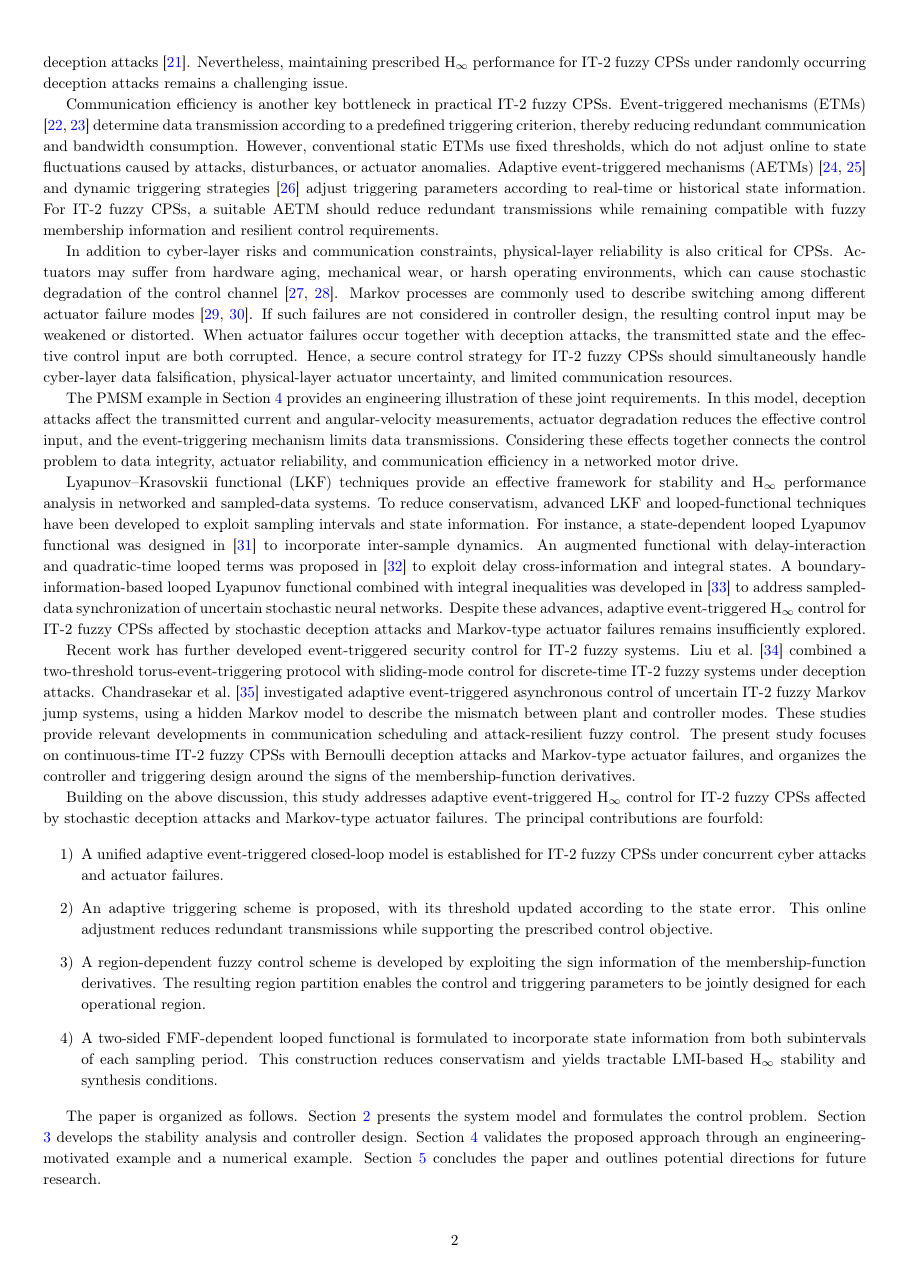 deception attacks [21]. Nevertheless, maintaining prescribed H∞ performance for IT-2 fuzzy CPSs under randomly occurring
deception attacks remains a challenging issue.
Communication efficiency is another key bottleneck in practical IT-2 fuzzy CPSs. Event-triggered mechanisms (ETMs)
[22, 23] determine data transmission according to a predefined triggering criterion, thereby reducing redundant communication
and bandwidth consumption. However, conventional static ETMs use fixed thresholds, which do not adjust online to state
fluctuations caused by attacks, disturbances, or actuator anomalies. Adaptive event-triggered mechanisms (AETMs) [24, 25]
and dynamic triggering strategies [26] adjust triggering parameters according to real-time or historical state information.
For IT-2 fuzzy CPSs, a suitable AETM should reduce redundant transmissions while remaining compatible with fuzzy
membership information and resilient control requirements.
In addition to cyber-layer risks and communication constraints, physical-layer reliability is also critical for CPSs. Ac-
tuators may suffer from hardware aging, mechanical wear, or harsh operating environments, which can cause stochastic
degradation of the control channel [27, 28]. Markov processes are commonly used to describe switching among different
actuator failure modes [29, 30]. If such failures are not considered in controller design, the resulting control input may be
weakened or distorted. When actuator failures occur together with deception attacks, the transmitted state and the effec-
tive control input are both corrupted. Hence, a secure control strategy for IT-2 fuzzy CPSs should simultaneously handle
cyber-layer data falsification, physical-layer actuator uncertainty, and limited communication resources.
The PMSM example in Section 4 provides an engineering illustration of these joint requirements. In this model, deception
attacks affect the transmitted current and angular-velocity measurements, actuator degradation reduces the effective control
input, and the event-triggering mechanism limits data transmissions. Considering these effects together connects the control
problem to data integrity, actuator reliability, and communication efficiency in a networked motor drive.
Lyapunov–Krasovskii functional (LKF) techniques provide an effective framework for stability and H∞ performance
analysis in networked and sampled-data systems. To reduce conservatism, advanced LKF and looped-functional techniques
have been developed to exploit sampling intervals and state information. For instance, a state-dependent looped Lyapunov
functional was designed in [31] to incorporate inter-sample dynamics. An augmented functional with delay-interaction
and quadratic-time looped terms was proposed in [32] to exploit delay cross-information and integral states. A boundary-
information-based looped Lyapunov functional combined with integral inequalities was developed in [33] to address sampled-
data synchronization of uncertain stochastic neural networks. Despite these advances, adaptive event-triggered H∞ control for
IT-2 fuzzy CPSs affected by stochastic deception attacks and Markov-type actuator failures remains insufficiently explored.
Recent work has further developed event-triggered security control for IT-2 fuzzy systems. Liu et al. [34] combined a
two-threshold torus-event-triggering protocol with sliding-mode control for discrete-time IT-2 fuzzy systems under deception
attacks. Chandrasekar et al. [35] investigated adaptive event-triggered asynchronous control of uncertain IT-2 fuzzy Markov
jump systems, using a hidden Markov model to describe the mismatch between plant and controller modes. These studies
provide relevant developments in communication scheduling and attack-resilient fuzzy control. The present study focuses
on continuous-time IT-2 fuzzy CPSs with Bernoulli deception attacks and Markov-type actuator failures, and organizes the
controller and triggering design around the signs of the membership-function derivatives.
Building on the above discussion, this study addresses adaptive event-triggered H∞ control for IT-2 fuzzy CPSs affected
by stochastic deception attacks and Markov-type actuator failures. The principal contributions are fourfold:
1) A unified adaptive event-triggered closed-loop model is established for IT-2 fuzzy CPSs under concurrent cyber attacks
and actuator failures.
2) An adaptive triggering scheme is proposed, with its threshold updated according to the state error. This online
adjustment reduces redundant transmissions while supporting the prescribed control objective.
3) A region-dependent fuzzy control scheme is developed by exploiting the sign information of the membership-function
derivatives. The resulting region partition enables the control and triggering parameters to be jointly designed for each
operational region.
4) A two-sided FMF-dependent looped functional is formulated to incorporate state information from both subintervals
of each sampling period. This construction reduces conservatism and yields tractable LMI-based H∞ stability and
synthesis conditions.
The paper is organized as follows. Section 2 presents the system model and formulates the control problem. Section
3 develops the stability analysis and controller design. Section 4 validates the proposed approach through an engineering-
motivated example and a numerical example. Section 5 concludes the paper and outlines potential directions for future
research.
2